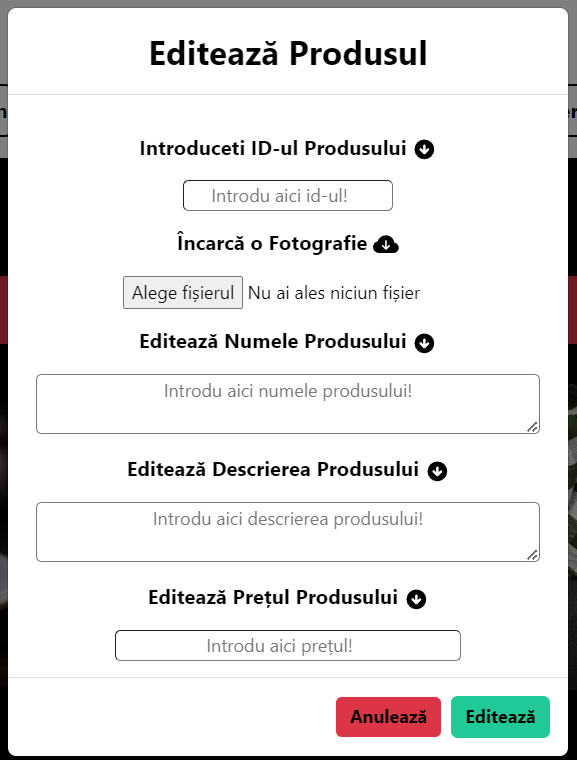 Editează Produsul
Introduceti ID-ul Produsului
Introdu aici id-ul!
Încarcă o Fotografie
Alege fișierul Nu ai ales niciun fișier
Editează Numele Produsului
Introdu aici numele produsului!
Editează Descrierea Produsului
Introdu aici descrierea produsului!
Editează Prețul Produsului
Introdu aici prețul!
Anulează Editează